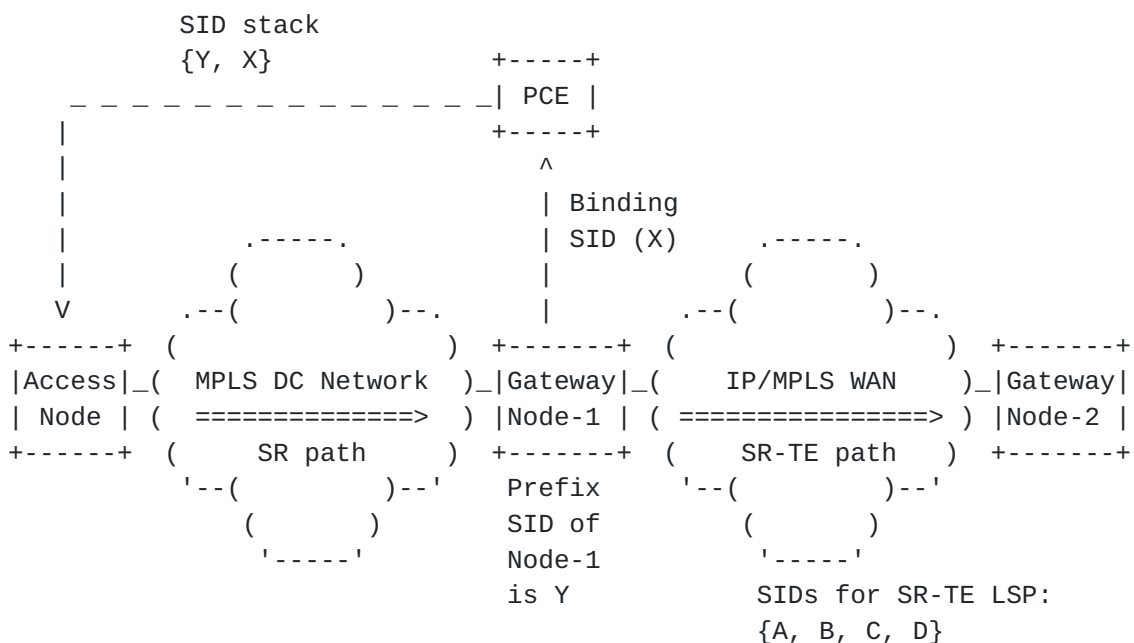 SID stack
{Y, X}
PCE
Binding
SID (X)
Access
Node
MPLS DC Network
SR path
Gateway
Node-1
IP/MPLS WAN
SR-TE path
Gateway
Node-2
Prefix
SID of
Node-1
is Y
SIDs for SR-TE LSP:
{A, B, C, D}